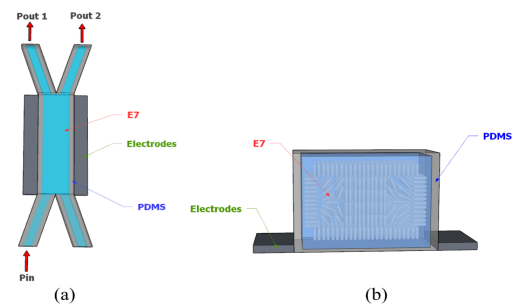 Pout 1 Pout 2
E7
Electrodes
PDMS
Pin
(a)
PDMS
E7
Electrodes
(b)